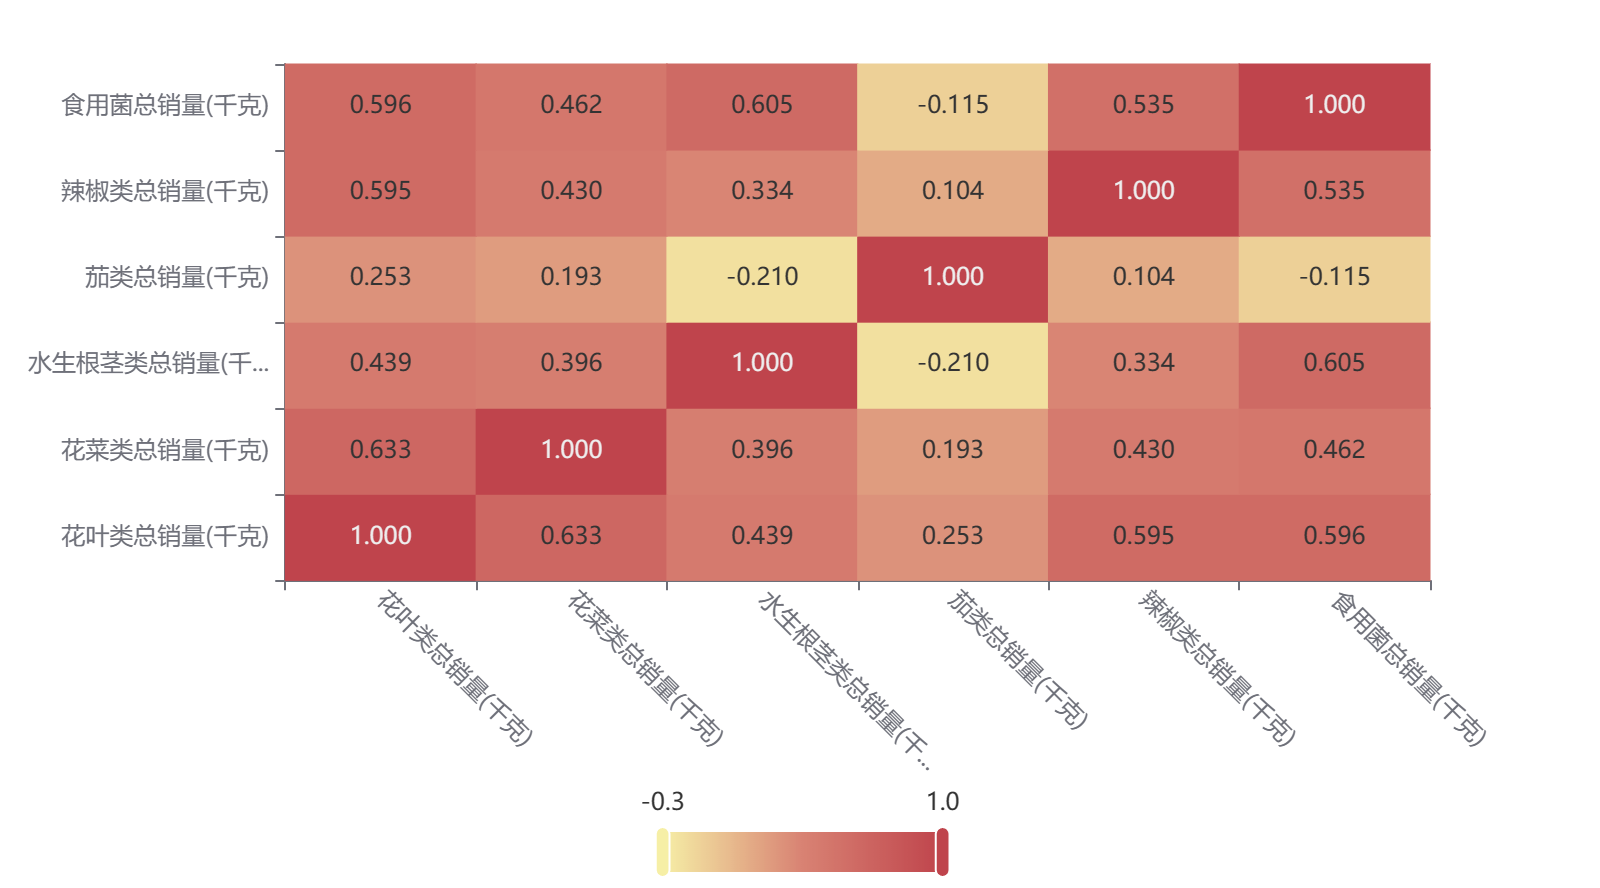 食用菌总销量(千克) 0.596 0.462 0.605 -0.115 0.535 1.000
辣椒类总销量(千克) 0.595 0.430 0.334 0.104 1.000 0.535
茄类总销量(千克) 0.253 0.193 -0.210 1.000 0.104 -0.115
水生根茎类总销量(千... 0.439 0.396 1.000 -0.210 0.334 0.605
花菜类总销量(千克) 0.633 1.000 0.396 0.193 0.430 0.462
花叶类总销量(千克) 1.000 0.633 0.439 0.253 0.595 0.596
花叶类总销量(千克)
花菜类总销量(千克)
水生根茎类总销量(千...
茄类总销量(千克)
辣椒类总销量(千克)
食用菌总销量(千克)
-0.3 1.0